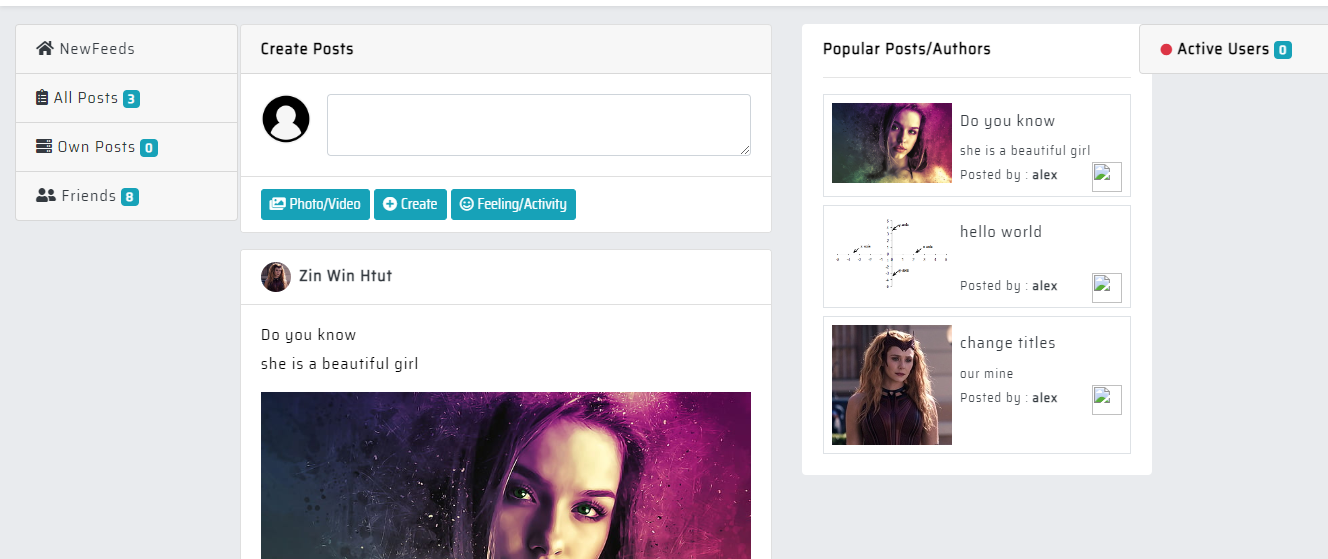 NewFeeds
All Posts 3
Own Posts 0
Friends 8
Create Posts
Photo/Video Create Feeling/Activity
Zin Win Htut
Do you know
she is a beautiful girl
Popular Posts/Authors
Do you know
she is a beautiful girl
Posted by : alex
hello world
Posted by : alex
change titles
our mine
Posted by : alex
Active Users 0